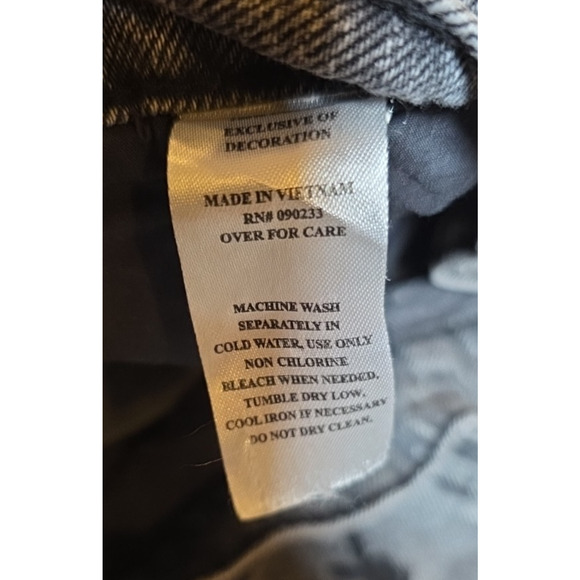 EXCLUSIVE OF
DECORATION
MADE IN VIETNAM
RN# 090233
OVER FOR CARE
MACHINE WASH
SEPARATELY IN
COLD WATER, USE ONLY
NON CHLORINE
BLEACH WHEN NEEDED.
TUMBLE DRY LOW.
COOL IRON IF NECESSARY
DO NOT DRY CLEAN.